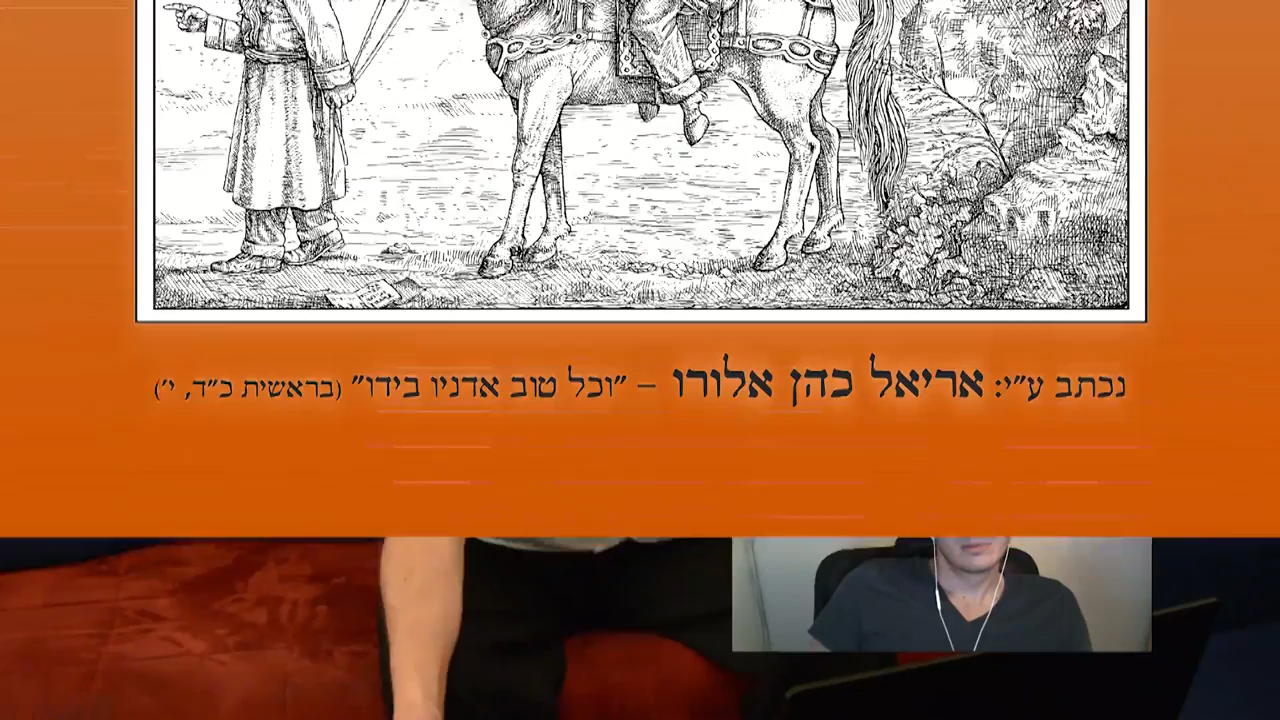 נכתב ע״י: אריאל כהן אלורו – ״וכל טוב אדניו בידו״ (בראשית כ״ד, י׳)